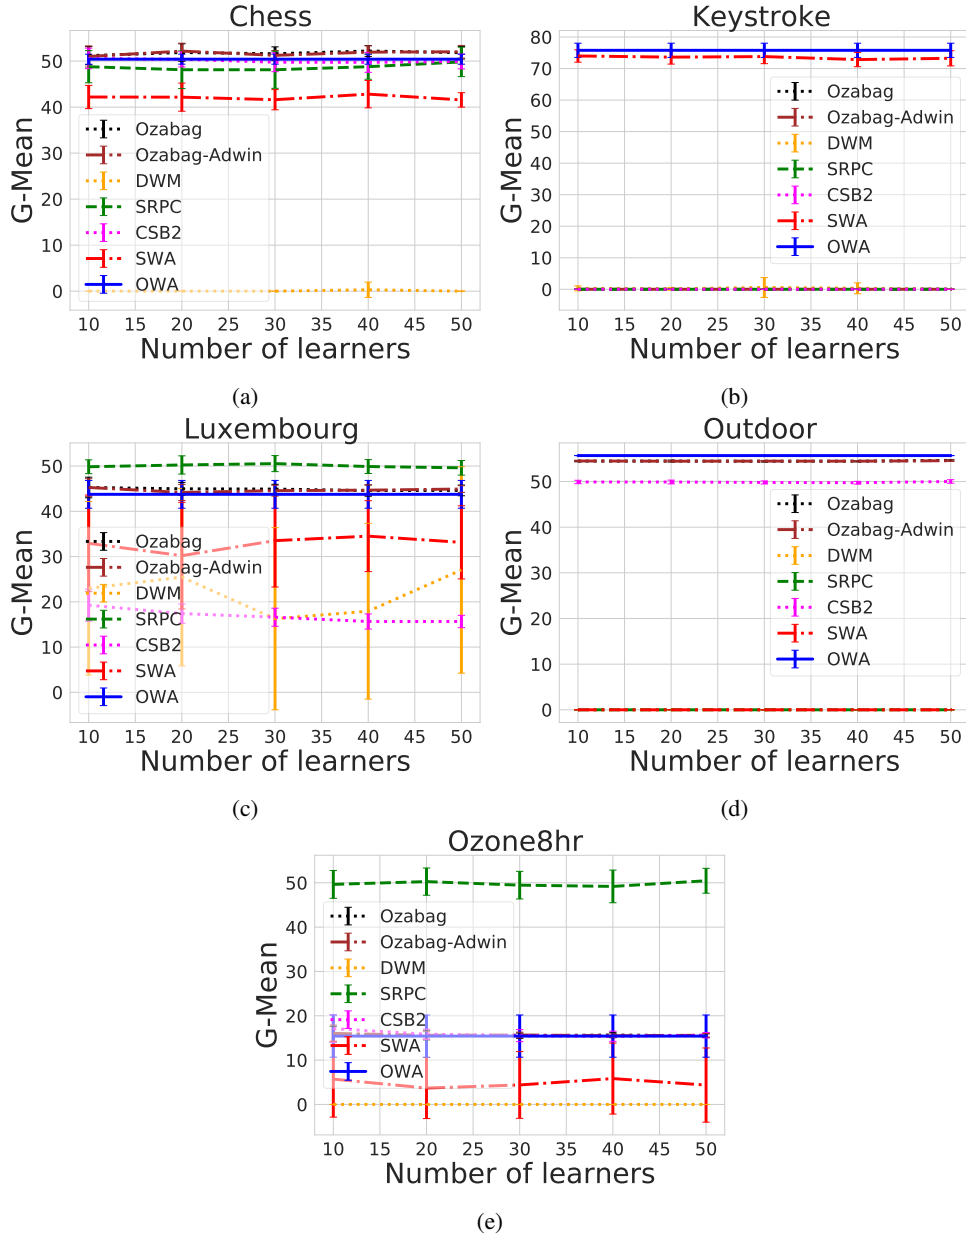 Chess
G-Mean
50
40
30
20
10
0
Ozabag
Ozabag-Adwin
DWM
SRPC
CSB2
SWA
OWA
10 15 20 25 30 35 40 45 50
Number of learners
(a)
Keystroke
G-Mean
80
70
60
50
40
30
20
10
0
Ozabag
Ozabag-Adwin
DWM
SRPC
CSB2
SWA
OWA
10 15 20 25 30 35 40 45 50
Number of learners
(b)
Luxembourg
G-Mean
50
40
30
20
10
0
Ozabag
Ozabag-Adwin
DWM
SRPC
CSB2
SWA
OWA
10 15 20 25 30 35 40 45 50
Number of learners
(c)
Outdoor
G-Mean
50
40
30
20
10
0
Ozabag
Ozabag-Adwin
DWM
SRPC
CSB2
SWA
OWA
10 15 20 25 30 35 40 45 50
Number of learners
(d)
Ozone8hr
G-Mean
50
40
30
20
10
0
Ozabag
Ozabag-Adwin
DWM
SRPC
CSB2
SWA
OWA
10 15 20 25 30 35 40 45 50
Number of learners
(e)